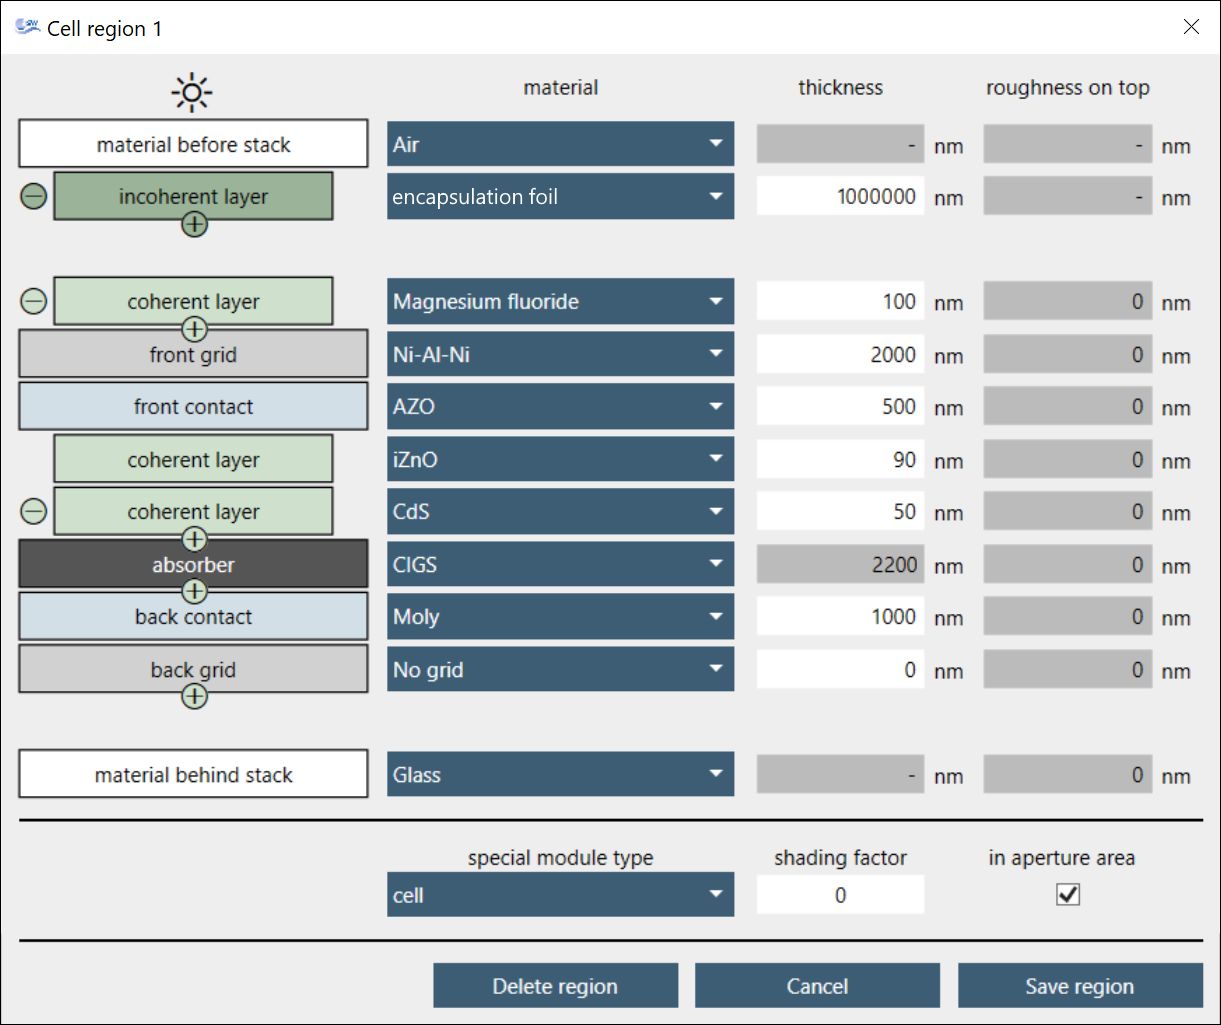 Cell region 1
material thickness roughness on top
material before stack Air - nm - nm
incoherent layer encapsulation foil 1000000 nm - nm
coherent layer Magnesium fluoride 100 nm 0 nm
front grid Ni-Al-Ni 2000 nm 0 nm
front contact AZO 500 nm 0 nm
coherent layer iZnO 90 nm 0 nm
coherent layer CdS 50 nm 0 nm
absorber CIGS 2200 nm 0 nm
back contact Moly 1000 nm 0 nm
back grid No grid 0 nm 0 nm
material behind stack Glass - nm 0 nm
special module type shading factor in aperture area
cell 0
Delete region Cancel Save region